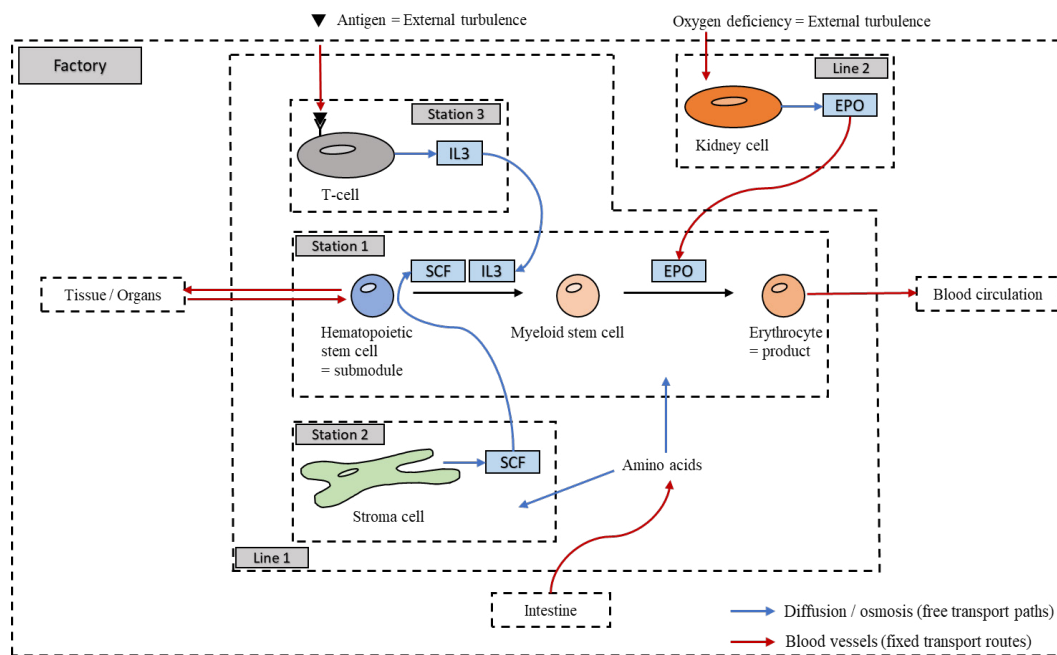 Antigen = External turbulence
Oxygen deficiency = External turbulence
Factory
Line 2
Station 3
EPO
IL3
Kidney cell
T-cell
Station 1
SCF
IL3
EPO
Tissue / Organs
Blood circulation
Hematopoietic
stem cell
= submodule
Myeloid stem cell
Erythrocyte
= product
Station 2
SCF
Amino acids
Stroma cell
Line 1
Intestine
Diffusion / osmosis (free transport paths)
Blood vessels (fixed transport routes)